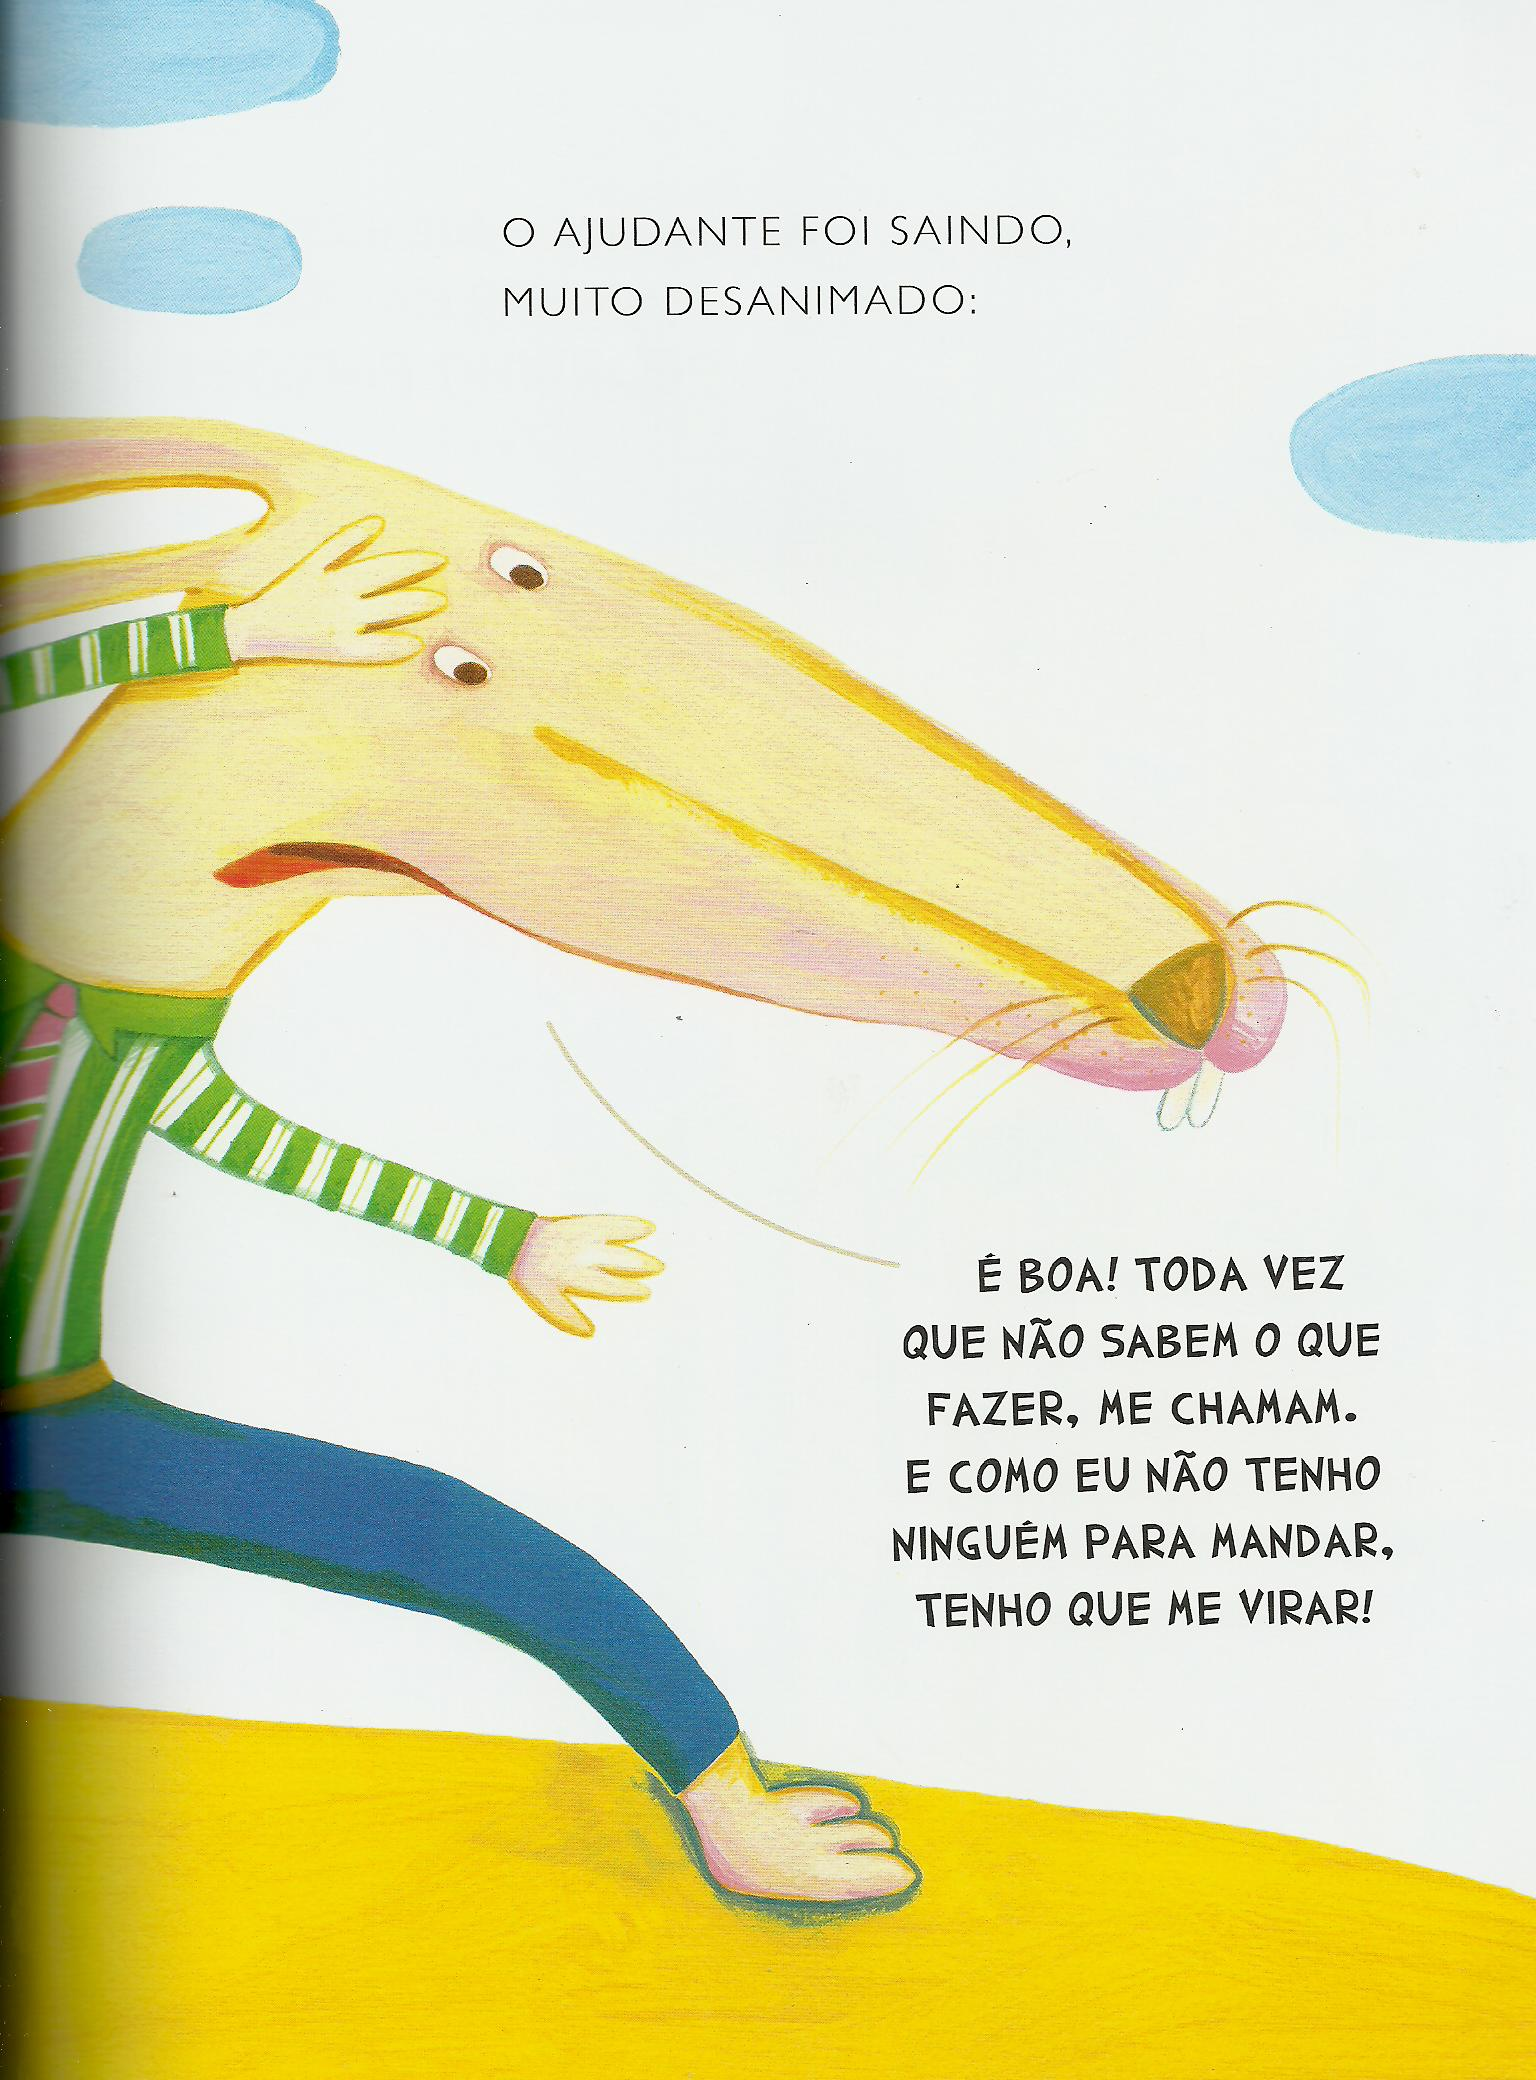 O AJUDANTE FOI SAINDO,
MUITO DESANIMADO:
É BOA! TODA VEZ
QUE NÃO SABEM O QUE
FAZER, ME CHAMAM.
E COMO EU NÃO TENHO
NINGUÉM PARA MANDAR,
TENHO QUE ME VIRAR!